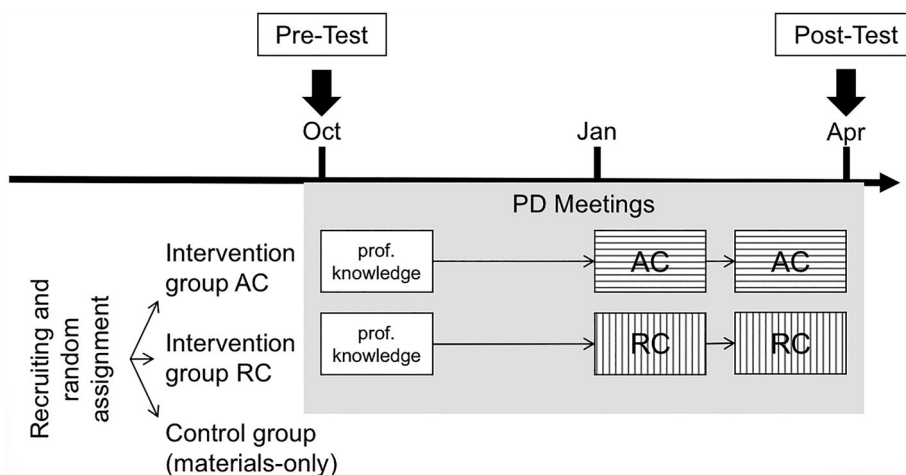 Pre-Test
Post-Test
Oct
Jan
Apr
PD Meetings
Recruiting and
random
assignment
Intervention
group AC
prof.
knowledge
AC
AC
Intervention
group RC
prof.
knowledge
RC
RC
Control group
(materials-only)